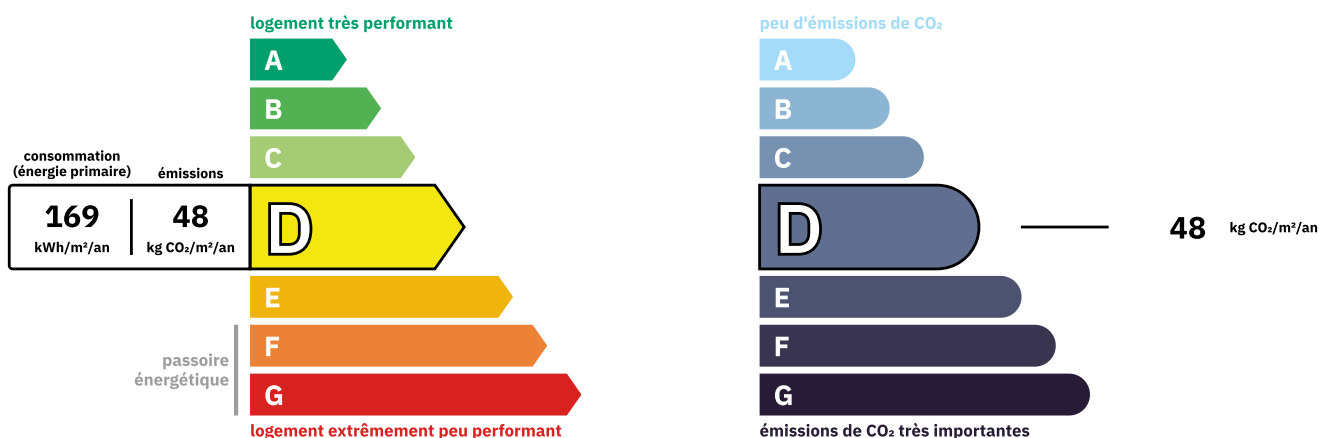 logement très performant
A
B
C
consommation
(énergie primaire)
émissions
169
kWh/m²/an
48
kg CO₂/m²/an
D
E
F
G
passoire
énergétique
logement extrêmement peu performant
peu d'émissions de CO₂
A
B
C
D
48
kg CO₂/m²/an
E
F
G
émissions de CO₂ très importantes